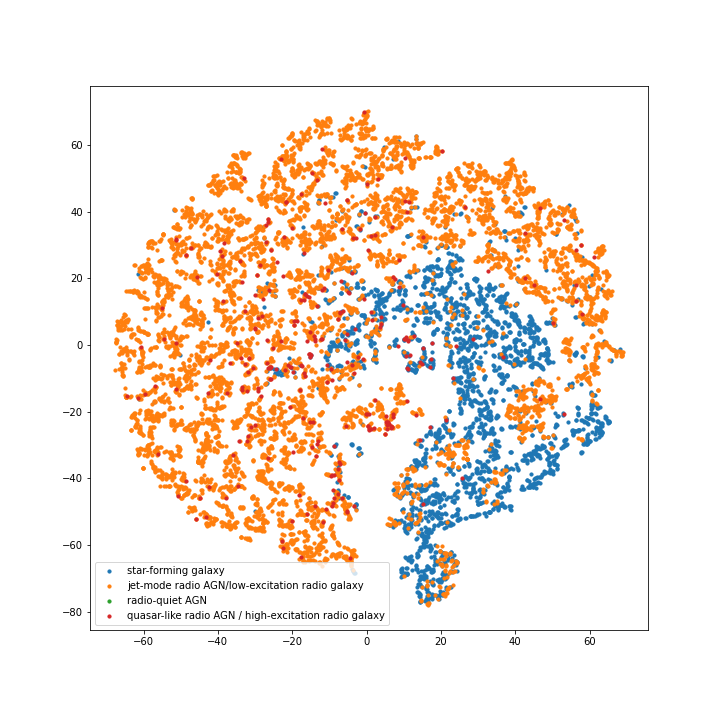 60
40
20
0
−20
−40
−60
−80
star-forming galaxy
jet-mode radio AGN/low-excitation radio galaxy
radio-quiet AGN
quasar-like radio AGN / high-excitation radio galaxy
−60 −40 −20 0 20 40 60